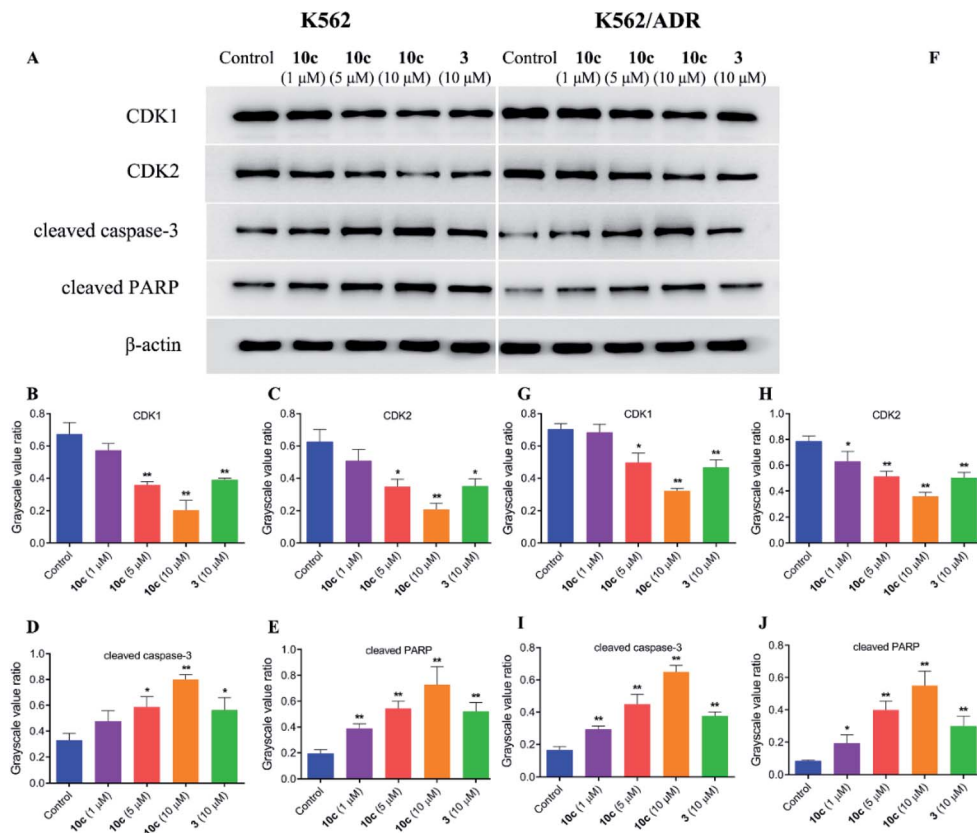 K562 K562/ADR
A Control 10c 10c 10c 3 Control 10c 10c 10c 3 F
(1 μM) (5 μM) (10 μM) (10 μM) (1 μM) (5 μM) (10 μM) (10 μM)
CDK1
CDK2
cleaved caspase-3
cleaved PARP
β-actin
B
CDK1
Grayscale value ratio
0.8
0.6
0.4
0.2
0.0
** ** **
Control 10c (1 μM) 10c (5 μM) 10c (10 μM) 3 (10 μM)
C
CDK2
Grayscale value ratio
0.8
0.6
0.4
0.2
0.0
* ** *
Control 10c (1 μM) 10c (5 μM) 10c (10 μM) 3 (10 μM)
G
CDK1
Grayscale value ratio
0.8
0.6
0.4
0.2
0.0
* ** **
Control 10c (1 μM) 10c (5 μM) 10c (10 μM) 3 (10 μM)
H
CDK2
Grayscale value ratio
1.0
0.8
0.6
0.4
0.2
0.0
* ** ** **
Control 10c (1 μM) 10c (5 μM) 10c (10 μM) 3 (10 μM)
D
cleaved caspase-3
Grayscale value ratio
1.0
0.8
0.6
0.4
0.2
0.0
* ** *
Control 10c (1 μM) 10c (5 μM) 10c (10 μM) 3 (10 μM)
E
cleaved PARP
Grayscale value ratio
1.0
0.8
0.6
0.4
0.2
0.0
** ** ** **
Control 10c (1 μM) 10c (5 μM) 10c (10 μM) 3 (10 μM)
I
cleaved caspase-3
Grayscale value ratio
0.8
0.6
0.4
0.2
0.0
** ** ** **
Control 10c (1 μM) 10c (5 μM) 10c (10 μM) 3 (10 μM)
J
cleaved PARP
Grayscale value ratio
0.8
0.6
0.4
0.2
0.0
* ** ** **
Control 10c (1 μM) 10c (5 μM) 10c (10 μM) 3 (10 μM)